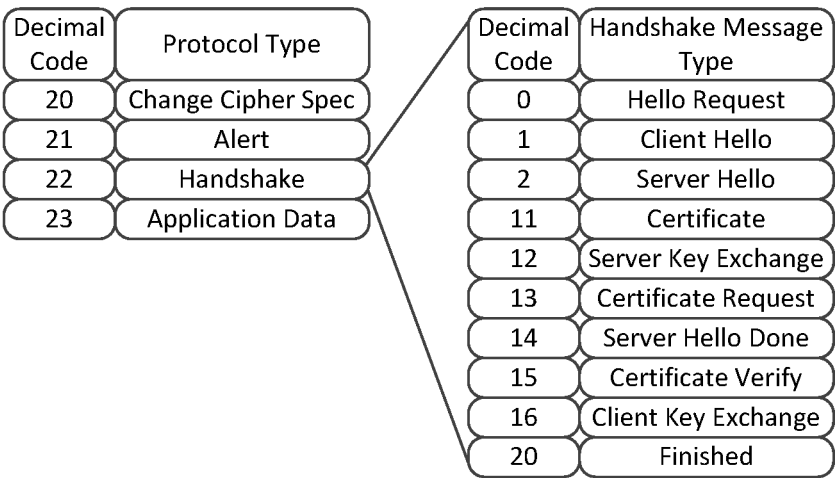 Decimal Code Protocol Type
20 Change Cipher Spec
21 Alert
22 Handshake
23 Application Data
Decimal Code Handshake Message Type
0 Hello Request
1 Client Hello
2 Server Hello
11 Certificate
12 Server Key Exchange
13 Certificate Request
14 Server Hello Done
15 Certificate Verify
16 Client Key Exchange
20 Finished